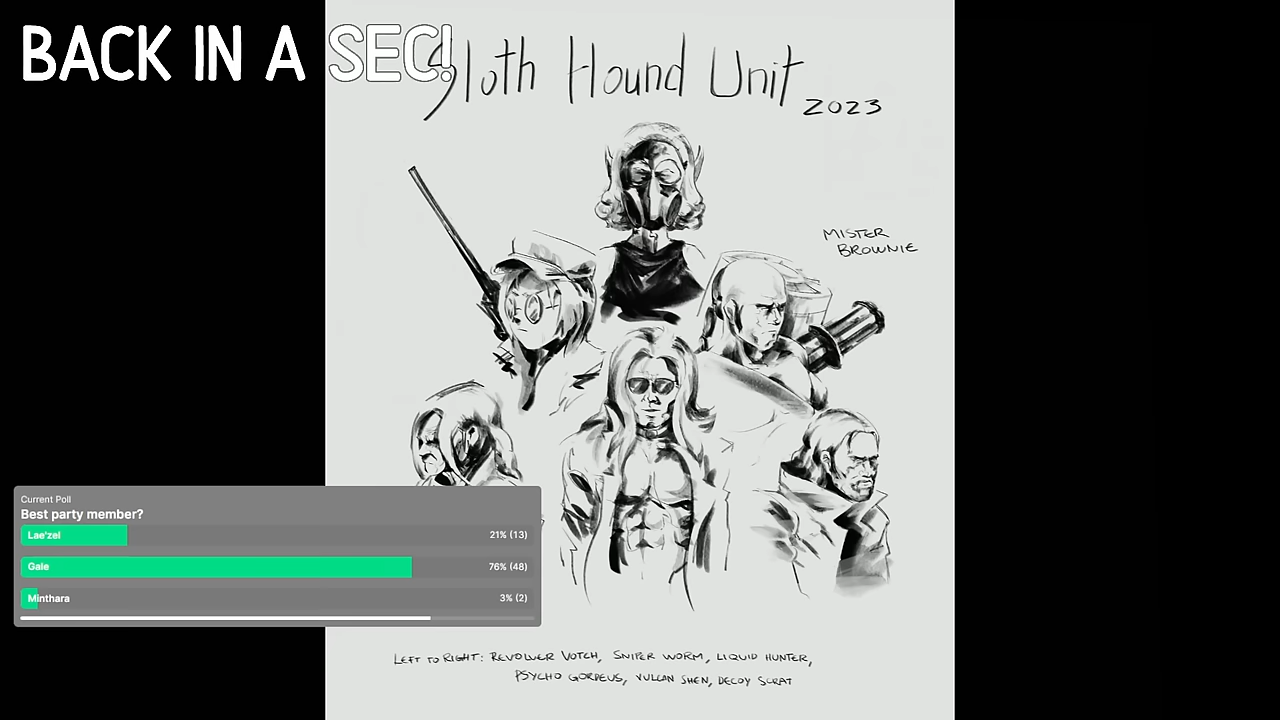 BACK IN A SEC!
Sloth Hound Unit
2023
MISTER
BROWNIE
Current Poll
Best party member?
Lae'zel 21% (13)
Gale 76% (48)
Minthara 3% (2)
LEFT TO RIGHT: REVOLVER VOTCH, SNIPER WORM, LIQUID HUNTER,
PSYCHO GORPEUS, VULCAN SHEN, DECOY SCRAT